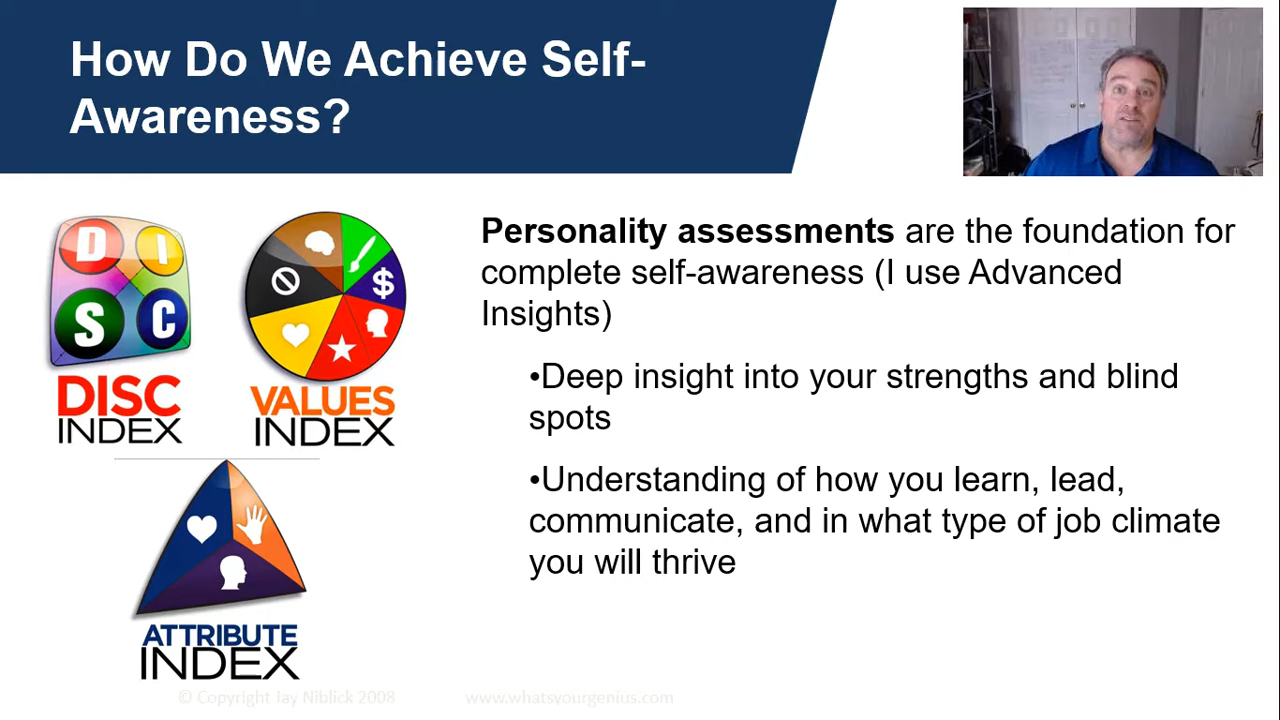 How Do We Achieve Self-
Awareness?
D I
S C
DISC
INDEX
$
VALUES
INDEX
ATTRIBUTE
INDEX
Personality assessments are the foundation for
complete self-awareness (I use Advanced
Insights)
•Deep insight into your strengths and blind
spots
•Understanding of how you learn, lead,
communicate, and in what type of job climate
you will thrive
© Copyright Jay Niblick 2008 www.whatsyourgenius.com